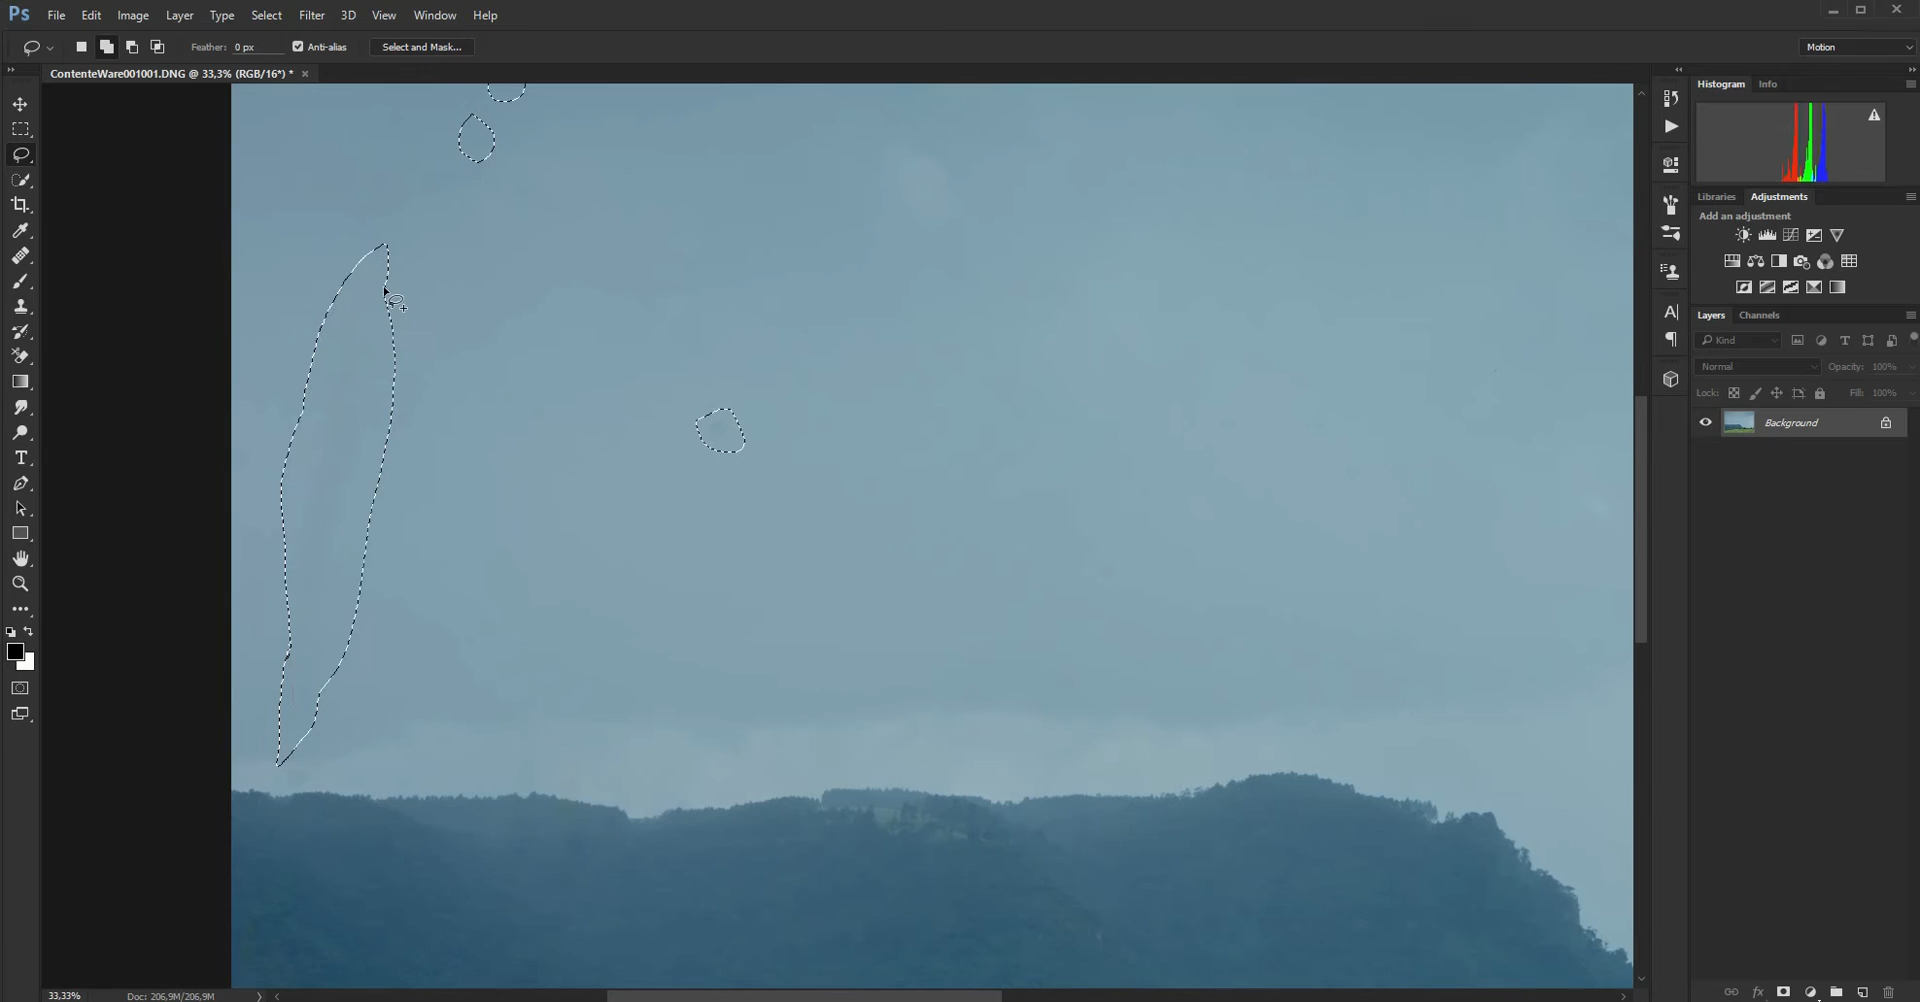 Ps File Edit Image Layer Type Select Filter 3D View Window Help
Feather: 0 px Anti-alias Select and Mask... Motion
ContenteWare001001.DNG @ 33,3% (RGB/16*) * ×
Histogram Info
Libraries Adjustments
Add an adjustment
Layers Channels
Kind
Normal Opacity: 100%
Lock: Fill: 100%
Background
33,33% Doc: 206,9M/206,9M